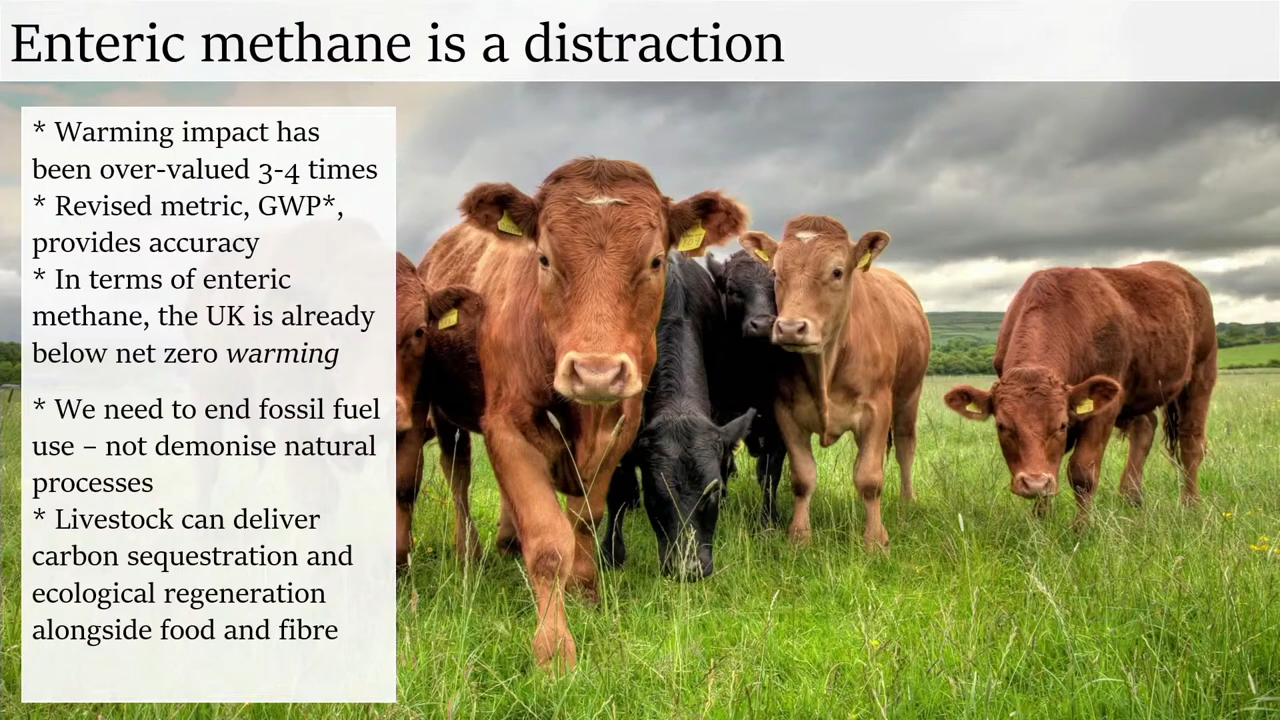 Enteric methane is a distraction
* Warming impact has
been over-valued 3-4 times
* Revised metric, GWP*,
provides accuracy
* In terms of enteric
methane, the UK is already
below net zero warming
* We need to end fossil fuel
use – not demonise natural
processes
* Livestock can deliver
carbon sequestration and
ecological regeneration
alongside food and fibre